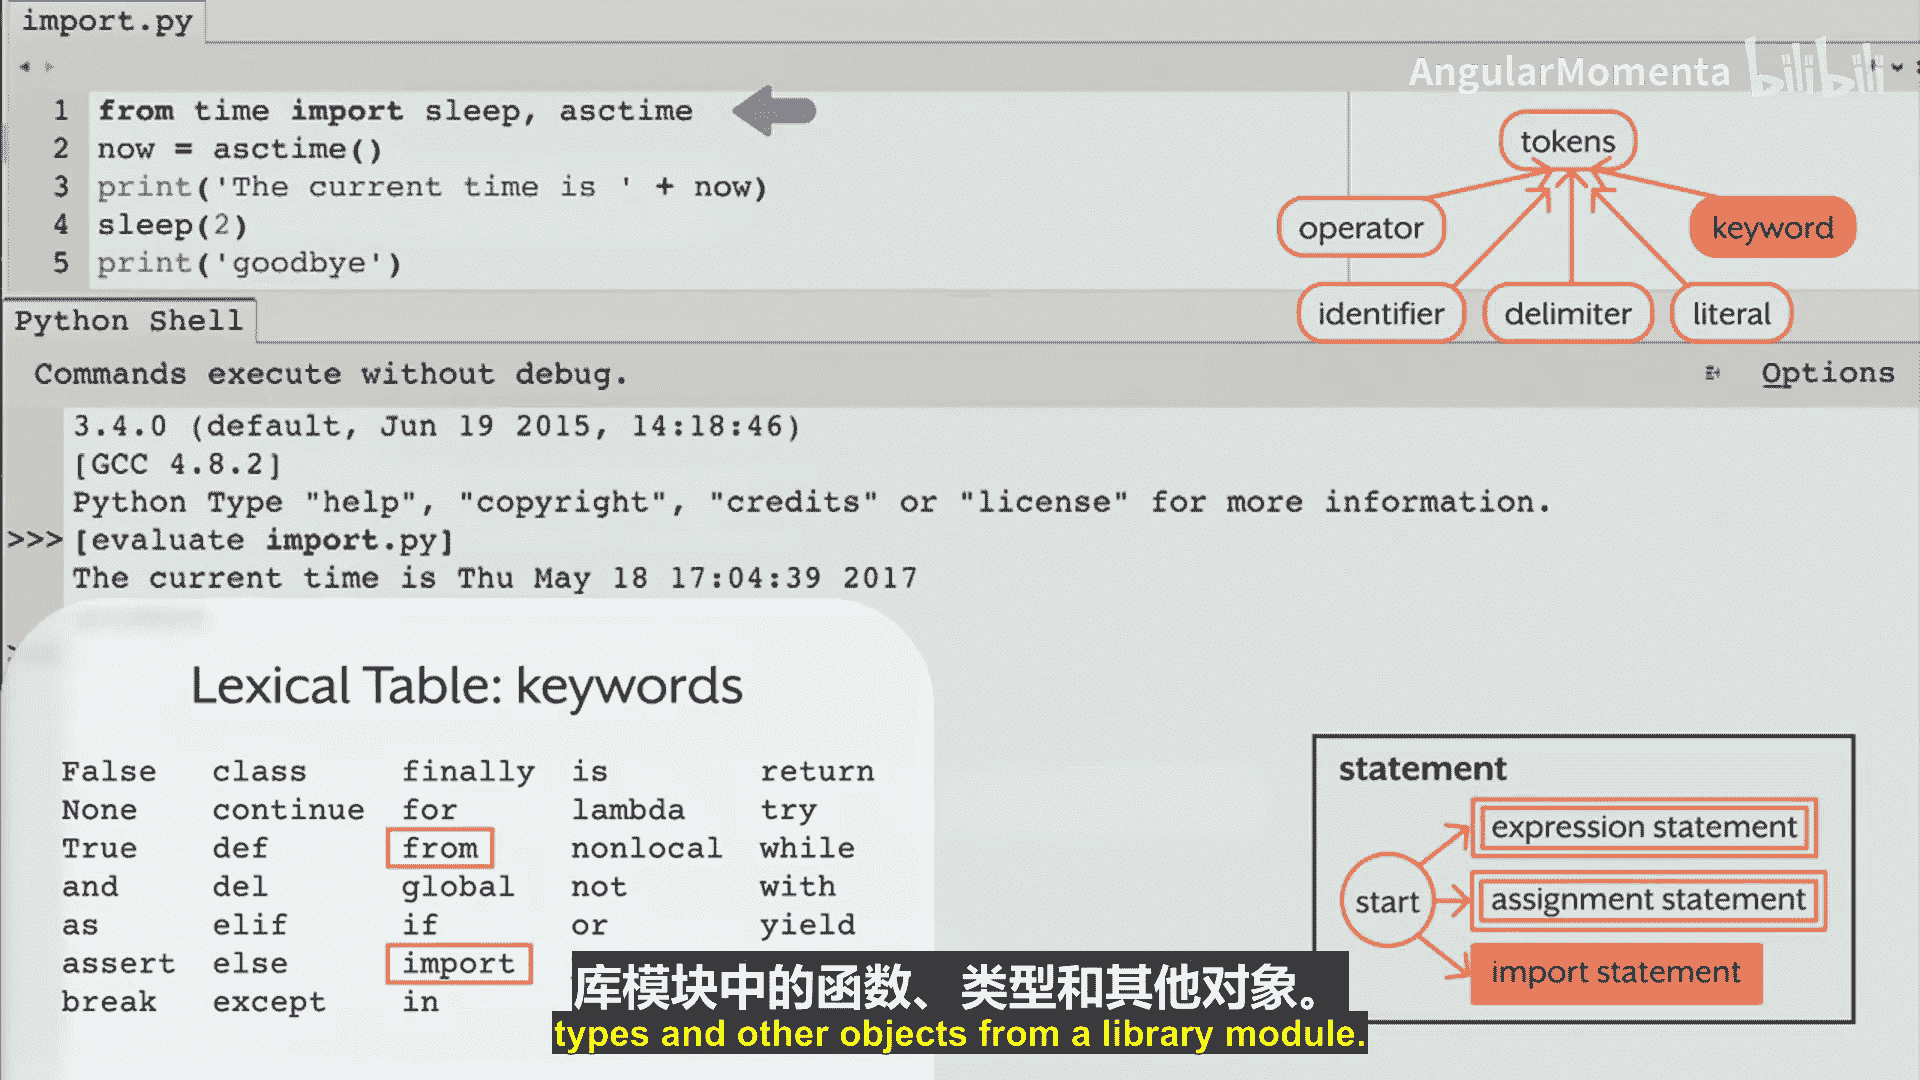 import.py
AngularMomenta bilibili
1 from time import sleep, asctime
2 now = asctime()
3 print('The current time is ' + now)
4 sleep(2)
5 print('goodbye')
tokens
operator
keyword
identifier
delimiter
literal
Python Shell
Commands execute without debug.
Options
3.4.0 (default, Jun 19 2015, 14:18:46)
[GCC 4.8.2]
Python Type "help", "copyright", "credits" or "license" for more information.
>>> [evaluate import.py]
The current time is Thu May 18 17:04:39 2017
Lexical Table: keywords
False class finally is return
None continue for lambda try
True def from nonlocal while
and del global not with
as elif if or yield
assert else import
break except in
statement
start
expression statement
assignment statement
import statement
库模块中的函数、类型和其他对象。
types and other objects from a library module.